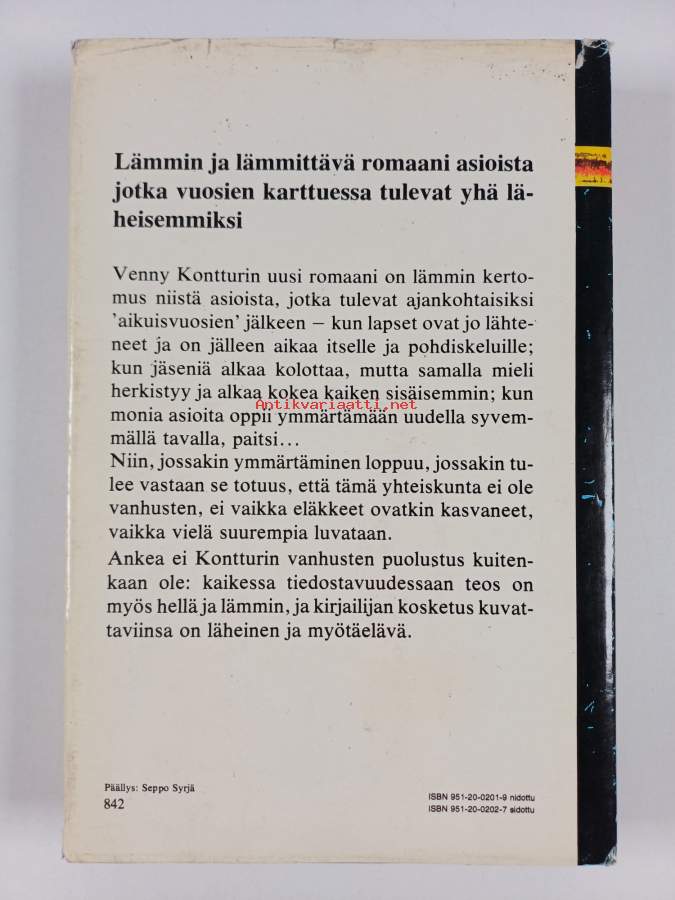 Lämmin ja lämmittävä romaani asioista
jotka vuosien karttuessa tulevat yhä lä-
heisemmiksi
Venny Kontturin uusi romaani on lämmin kerto-
mus niistä asioista, jotka tulevat ajankohtaisiksi
'aikuisvuosien' jälkeen – kun lapset ovat jo lähte-
neet ja on jälleen aikaa itselle ja pohdiskeluille;
kun jäseniä alkaa kolottaa, mutta samalla mieli
herkistyy ja alkaa kokea kaiken sisäisemmin; kun
Antikvariaatti.net
monia asioita oppii ymmärtämään uudella syvem-
mällä tavalla, paitsi...
Niin, jossakin ymmärtäminen loppuu, jossakin tu-
lee vastaan se totuus, että tämä yhteiskunta ei ole
vanhusten, ei vaikka eläkkeet ovatkin kasvaneet,
vaikka vielä suurempia luvataan.
Ankea ei Kontturin vanhusten puolustus kuiten-
kaan ole: kaikessa tiedostavuudessaan teos on
myös hellä ja lämmin, ja kirjailijan kosketus kuvat-
taviinsa on läheinen ja myötäelävä.
Päällys: Seppo Syrjä
842
ISBN 951-20-0201-9 nidottu
ISBN 951-20-0202-7 sidottu